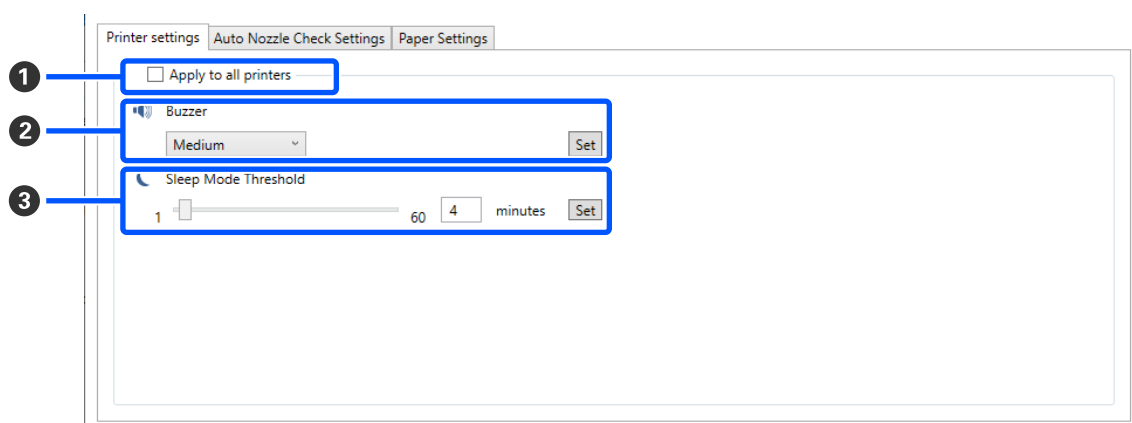 Printer settings Auto Nozzle Check Settings Paper Settings
1 Apply to all printers
Buzzer
2 Medium Set
Sleep Mode Threshold
3 1 60 4 minutes Set